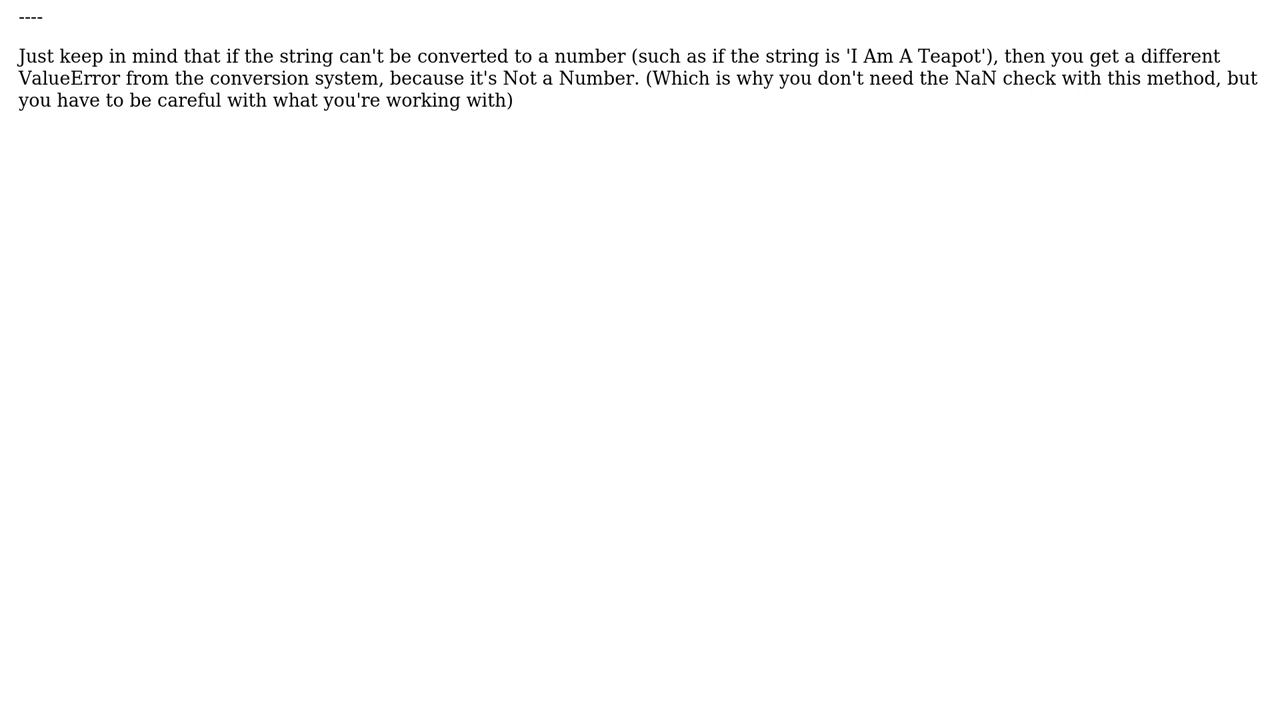 ----
Just keep in mind that if the string can't be converted to a number (such as if the string is 'I Am A Teapot'), then you get a different
ValueError from the conversion system, because it's Not a Number. (Which is why you don't need the NaN check with this method, but
you have to be careful with what you're working with)